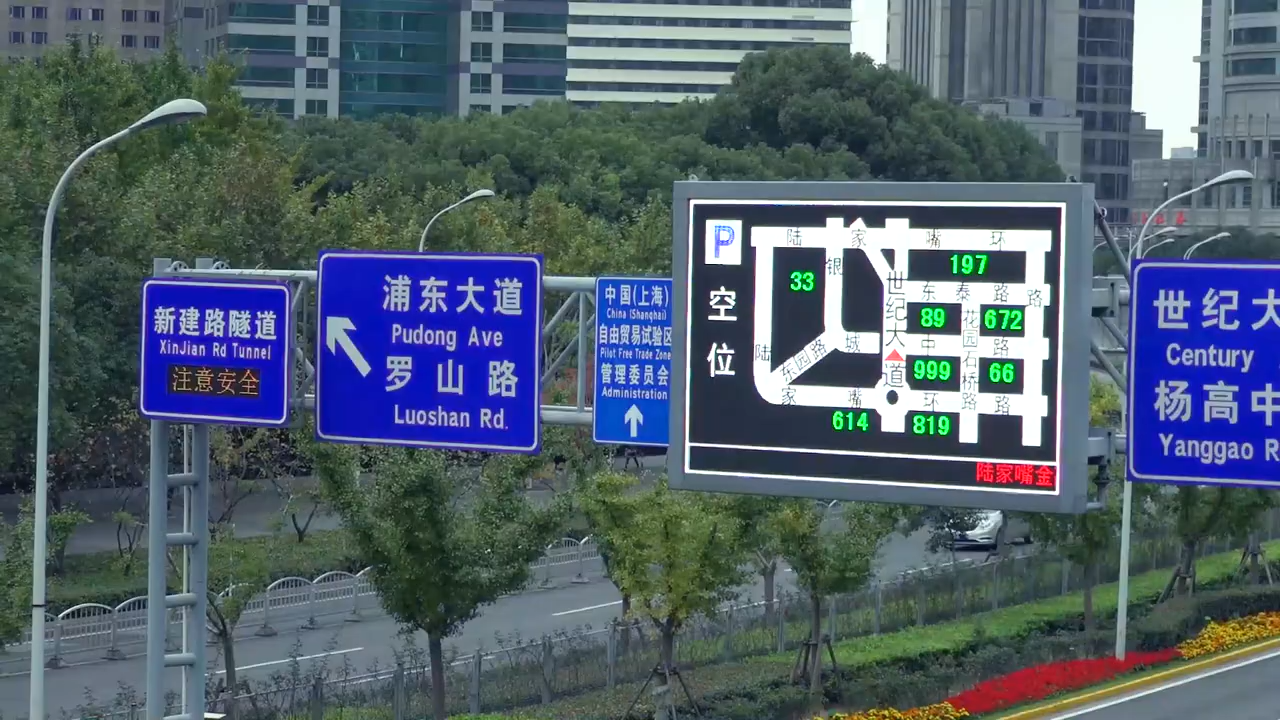 新建路隧道
XinJian Rd Tunnel
注意安全
浦东大道
Pudong Ave
罗山路
Luoshan Rd.
中国(上海)
China (Shanghai)
自由贸易试验区
Pilot Free Trade Zone
管理委员会
Administration
P
空位
陆家嘴环路
银城中路
东泰路
世纪大道
花园石桥路
东园路
陆家嘴环路
33
197
89
672
999
66
614
819
陆家嘴金
世纪大
Century
杨高中
Yanggao R